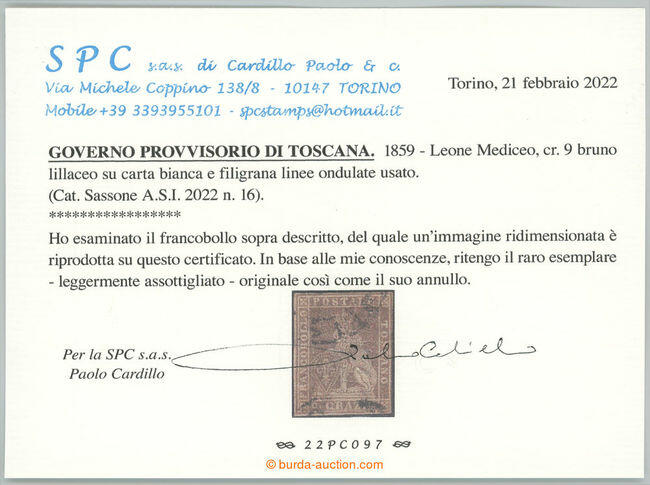 SPC s.a.s. di Cardillo Paolo & c.
Via Michele Coppino 138/8 - 10147 TORINO
Mobile +39 3393955101 - spcstamps@hotmail.it
Torino, 21 febbraio 2022
GOVERNO PROVVISORIO DI TOSCANA. 1859 - Leone Mediceo, cr. 9 bruno
lillaceo su carta bianca e filigrana linee ondulate usato.
(Cat. Sassone A.S.I. 2022 n. 16).
*****************
Ho esaminato il francobollo sopra descritto, del quale un'immagine ridimensionata è
riprodotta su questo certificato. In base alle mie conoscenze, ritengo il raro esemplare
- leggermente assottigliato - originale così come il suo annullo.
FRANCOBOLLO
POSTALE
TOSCANO
Per la SPC s.a.s.
Paolo Cardillo
22PC097
© burda-auction.com